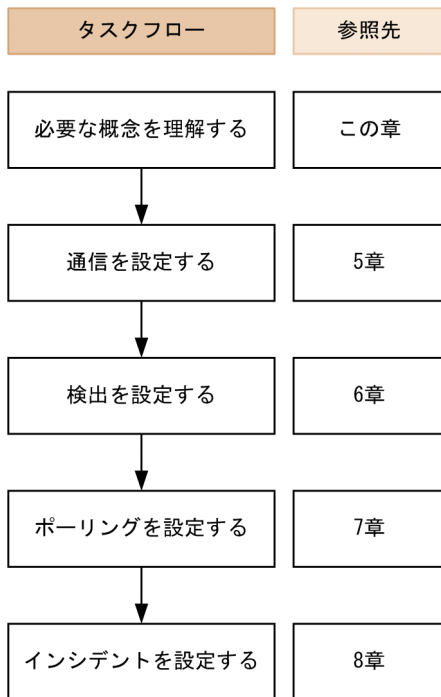 タスクフロー 参照先
必要な概念を理解する この章
通信を設定する 5章
検出を設定する 6章
ポーリングを設定する 7章
インシデントを設定する 8章